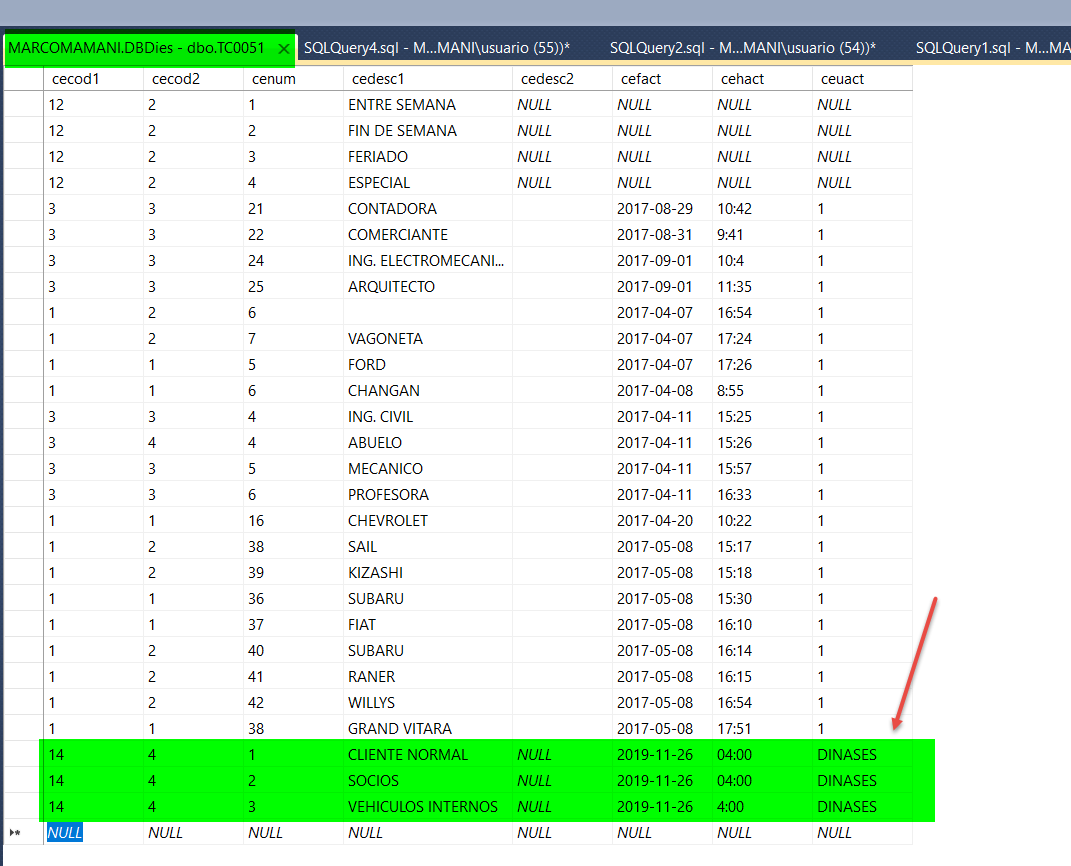 MARCOMAMANI.DBDies - dbo.TC0051 SQLQuery4.sql - M...MANI\usuario (55))* SQLQuery2.sql - M...MANI\usuario (54))* SQLQuery1.sql - M...MA
cecod1 cecod2 cenum cedesc1 cedesc2 cefact cehact ceuact
12 2 1 ENTRE SEMANA NULL NULL NULL NULL
12 2 2 FIN DE SEMANA NULL NULL NULL NULL
12 2 3 FERIADO NULL NULL NULL NULL
12 2 4 ESPECIAL NULL NULL NULL NULL
3 3 21 CONTADORA 2017-08-29 10:42 1
3 3 22 COMERCIANTE 2017-08-31 9:41 1
3 3 24 ING. ELECTROMECANI... 2017-09-01 10:4 1
3 3 25 ARQUITECTO 2017-09-01 11:35 1
1 2 6 2017-04-07 16:54 1
1 2 7 VAGONETA 2017-04-07 17:24 1
1 1 5 FORD 2017-04-07 17:26 1
1 1 6 CHANGAN 2017-04-08 8:55 1
3 3 4 ING. CIVIL 2017-04-11 15:25 1
3 4 4 ABUELO 2017-04-11 15:26 1
3 3 5 MECANICO 2017-04-11 15:57 1
3 3 6 PROFESORA 2017-04-11 16:33 1
1 1 16 CHEVROLET 2017-04-20 10:22 1
1 2 38 SAIL 2017-05-08 15:17 1
1 2 39 KIZASHI 2017-05-08 15:18 1
1 1 36 SUBARU 2017-05-08 15:30 1
1 1 37 FIAT 2017-05-08 16:10 1
1 2 40 SUBARU 2017-05-08 16:14 1
1 2 41 RANER 2017-05-08 16:15 1
1 2 42 WILLYS 2017-05-08 16:54 1
1 1 38 GRAND VITARA 2017-05-08 17:51 1
14 4 1 CLIENTE NORMAL NULL 2019-11-26 04:00 DINASES
14 4 2 SOCIOS NULL 2019-11-26 04:00 DINASES
14 4 3 VEHICULOS INTERNOS NULL 2019-11-26 4:00 DINASES
NULL NULL NULL NULL NULL NULL NULL NULL